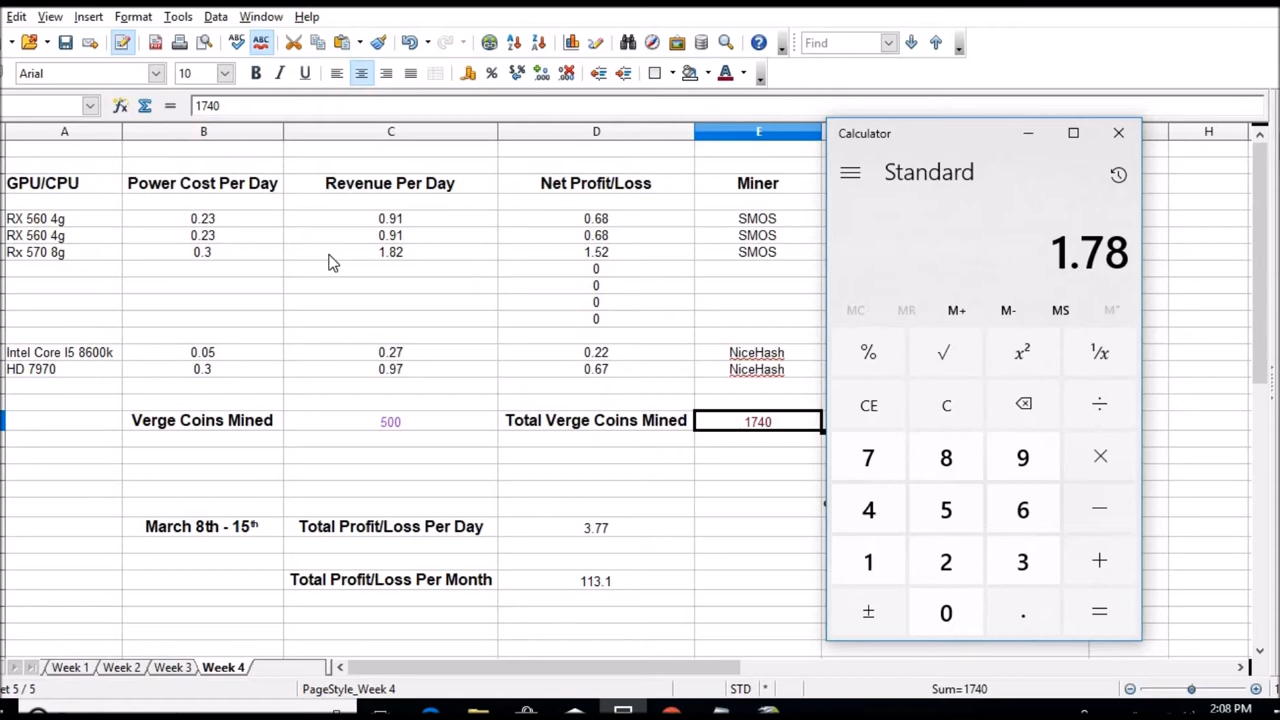 Edit View Insert Format Tools Data Window Help
Find
Arial 10
1740
A B C D E H
GPU/CPU Power Cost Per Day Revenue Per Day Net Profit/Loss Miner
RX 560 4g 0.23 0.91 0.68 SMOS
RX 560 4g 0.23 0.91 0.68 SMOS
Rx 570 8g 0.3 1.82 1.52 SMOS
0
0
0
0
Intel Core I5 8600k 0.05 0.27 0.22 NiceHash
HD 7970 0.3 0.97 0.67 NiceHash
Verge Coins Mined 500 Total Verge Coins Mined 1740
March 8th - 15th Total Profit/Loss Per Day 3.77
Total Profit/Loss Per Month 113.1
Calculator
Standard
1.78
MC MR M+ M- MS M˅
% √ x² ¹/x
CE C ÷
7 8 9 ×
4 5 6 −
1 2 3 +
± 0 . =
Week 1 Week 2 Week 3 Week 4
et 5 / 5 PageStyle_Week 4 STD * Sum=1740
2:08 PM